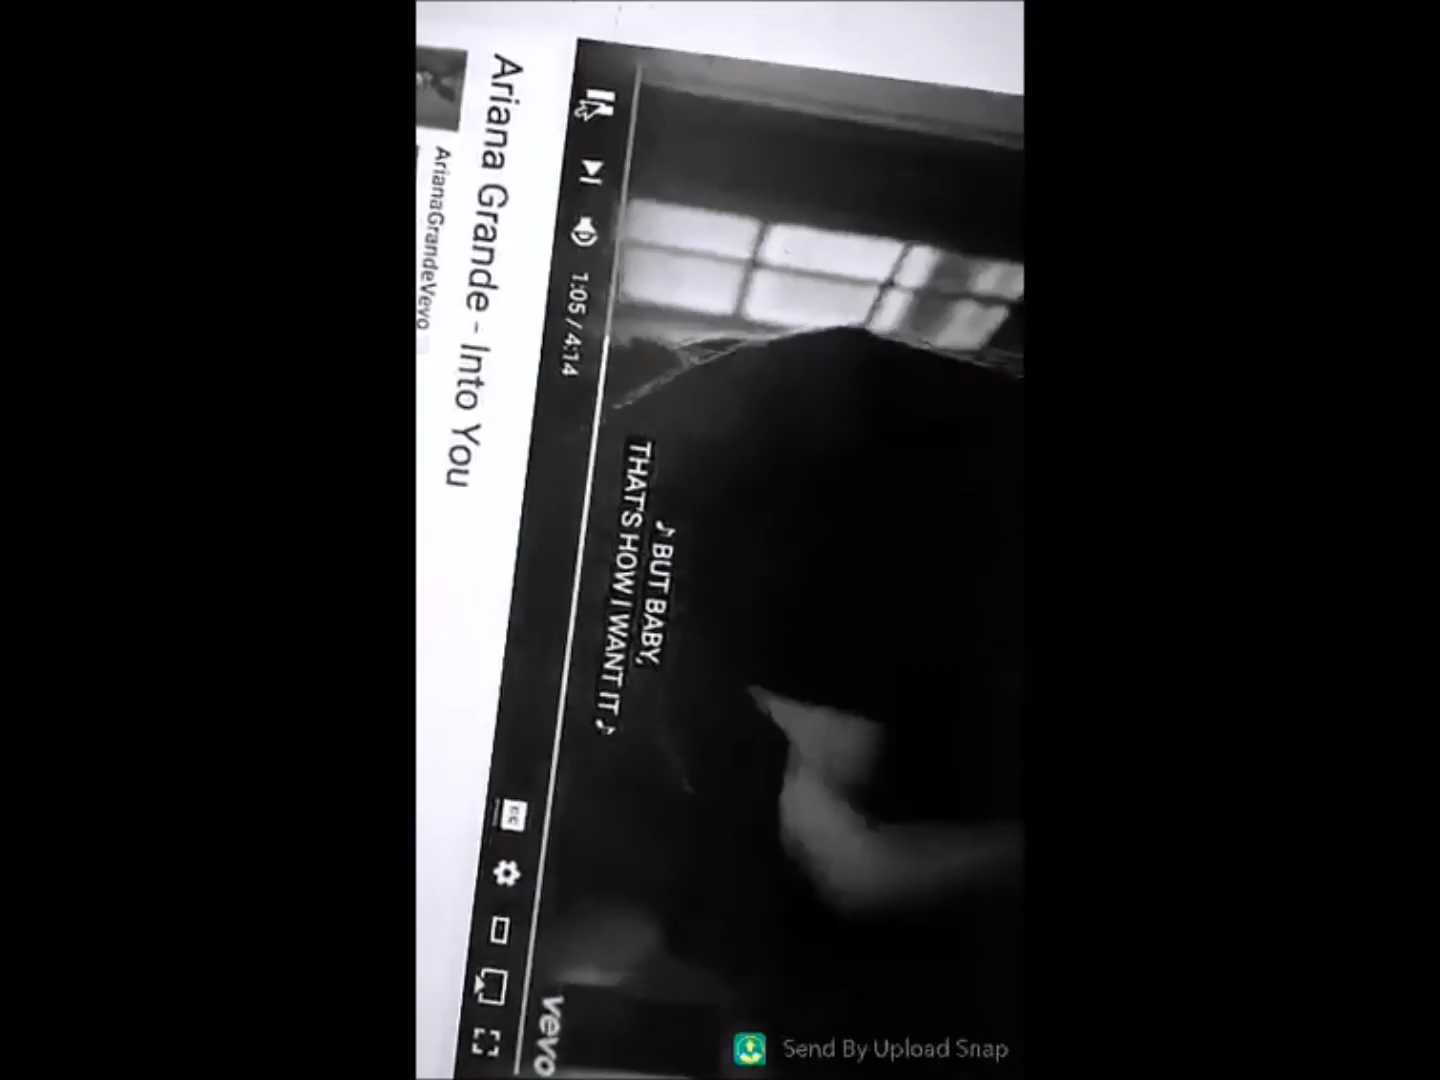 ♪ BUT BABY,
THAT'S HOW I WANT IT ♪
vevo
1:05 / 4:14
CC
Ariana Grande - Into You
ArianaGrandeVevo
Send By Upload Snap